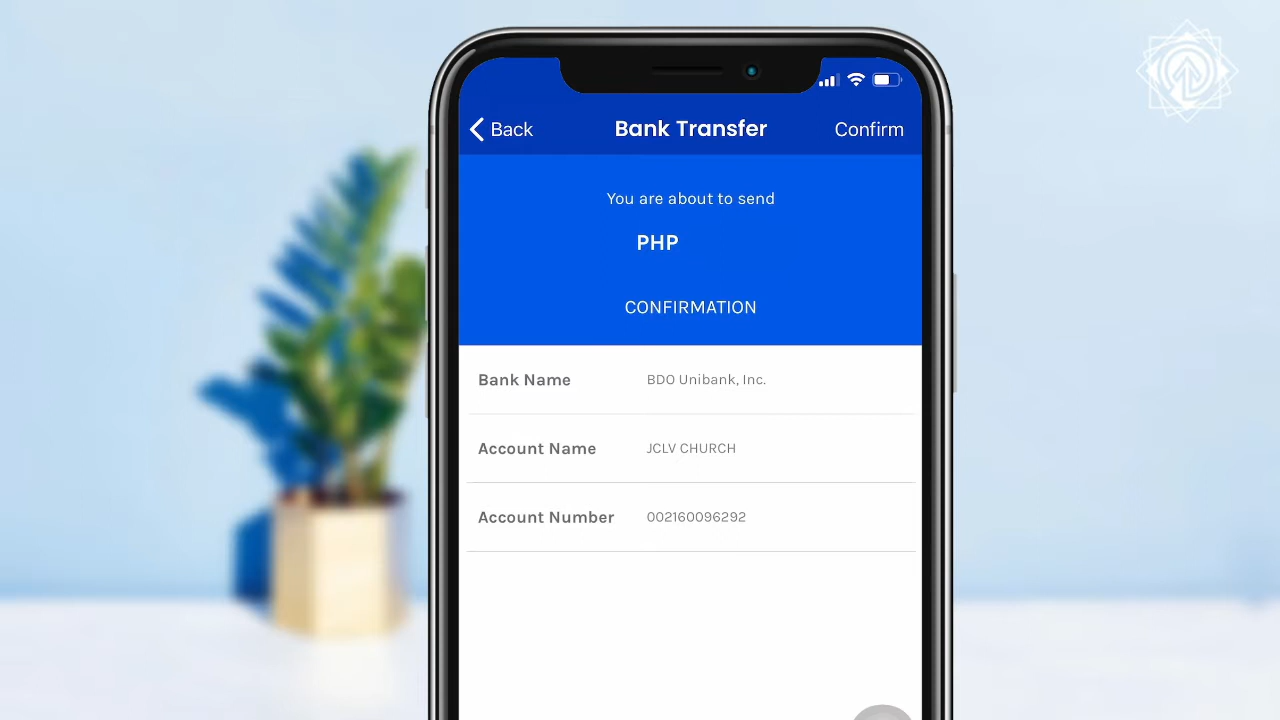 Back Bank Transfer Confirm
You are about to send
PHP
CONFIRMATION
Bank Name BDO Unibank, Inc.
Account Name JCLV CHURCH
Account Number 002160096292